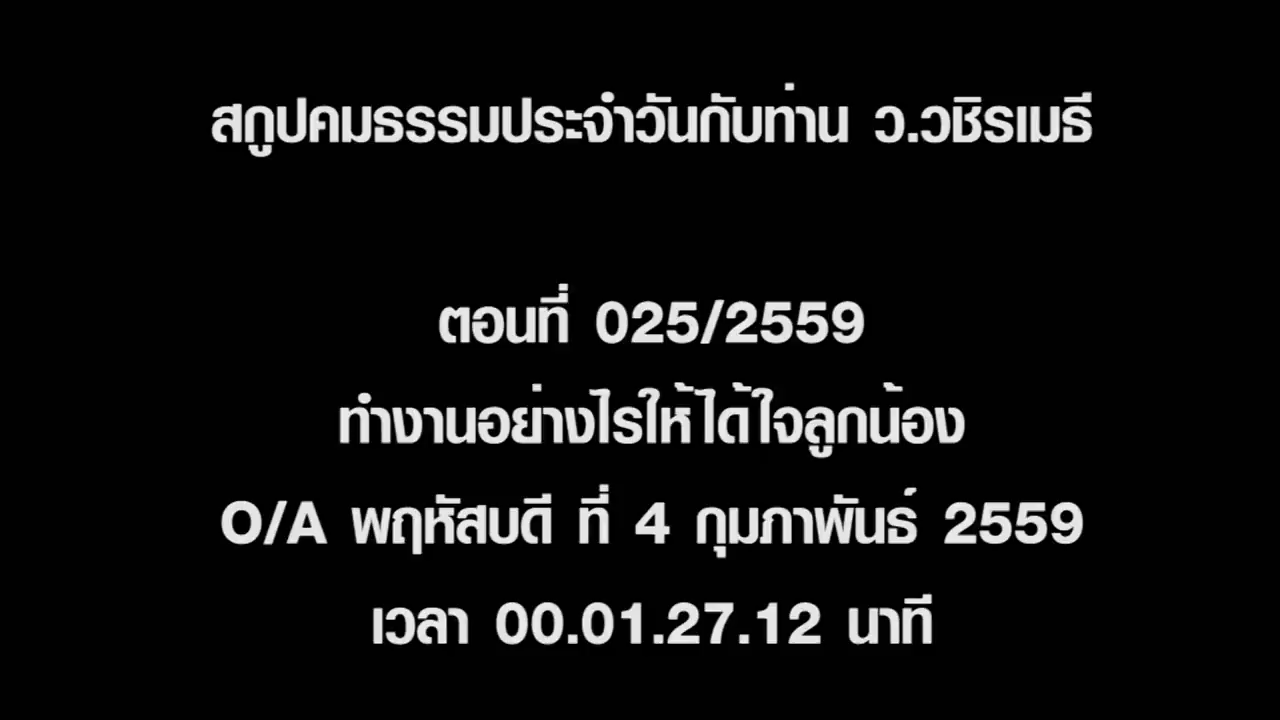 สกูปคมธรรมประจำวันกับท่าน ว.วชิรเมธี
ตอนที่ 025/2559
ทำงานอย่างไรให้ได้ใจลูกน้อง
O/A พฤหัสบดี ที่ 4 กุมภาพันธ์ 2559
เวลา 00.01.27.12 นาที